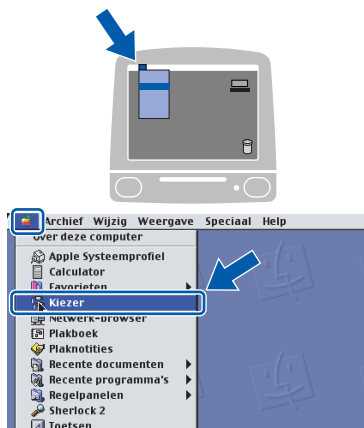 Archief Wijzig Weergave Speciaal Help
Over deze computer
Apple Systeemprofiel
Calculator
Favorieten
Kiezer
Netwerk-browser
Plakboek
Plaknotities
Recente documenten
Recente programma's
Regelpanelen
Sherlock 2
Toetsen